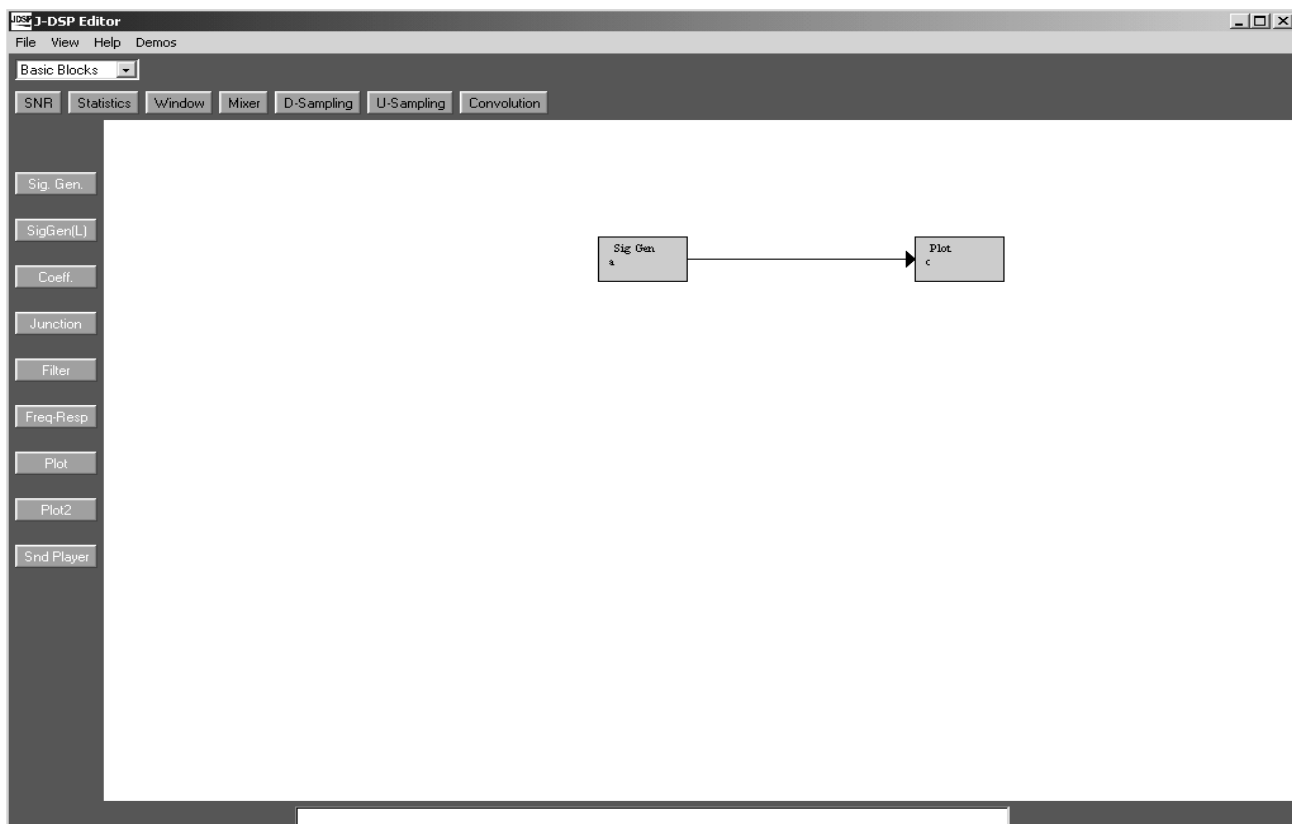 JDSP J-DSP Editor
File View Help Demos
Basic Blocks
SNR Statistics Window Mixer D-Sampling U-Sampling Convolution
Sig. Gen.
SigGen(L)
Coeff.
Junction
Filter
Freq-Resp
Plot
Plot2
Snd Player
Sig Gen
a
Plot
c